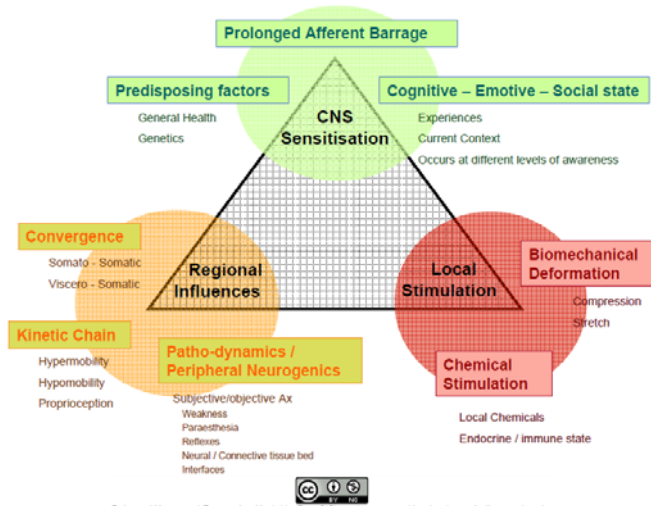 Prolonged Afferent Barrage
Predisposing factors
General Health
Genetics
CNS
Sensitisation
Cognitive – Emotive – Social state
Experiences
Current Context
Occurs at different levels of awareness
Convergence
Somato - Somatic
Viscero - Somatic
Regional
Influences
Local
Stimulation
Biomechanical
Deformation
Compression
Stretch
Kinetic Chain
Hypermobility
Hypomobility
Proprioception
Patho-dynamics /
Peripheral Neurogenics
Subjective/objective Ax
Weakness
Paraesthesia
Reflexes
Neural / Connective tissue bed
Interfaces
Chemical
Stimulation
Local Chemicals
Endocrine / immune state
cc
BY NC